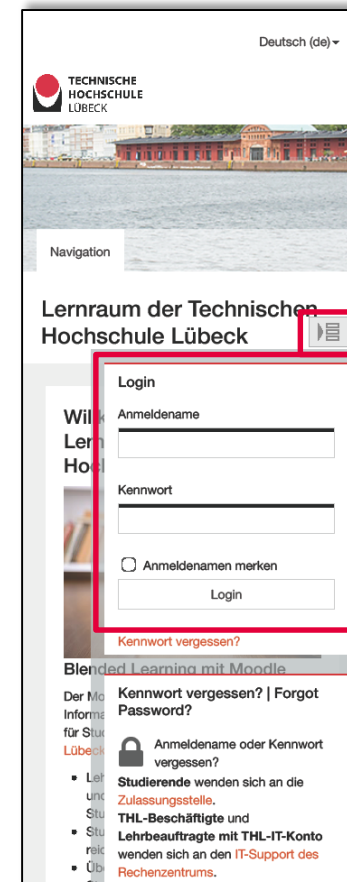 Deutsch (de)
TECHNISCHE
HOCHSCHULE
LÜBECK
Navigation
Lernraum der Technischen
Hochschule Lübeck
Login
Anmeldename
Kennwort
Anmeldenamen merken
Login
Kennwort vergessen?
Blended Learning mit Moodle
Kennwort vergessen? | Forgot
Password?
Anmeldename oder Kennwort
vergessen?
Studierende wenden sich an die
Zulassungsstelle.
THL-Beschäftigte und
Lehrbeauftragte mit THL-IT-Konto
wenden sich an den IT-Support des
Rechenzentrums.
Der
für